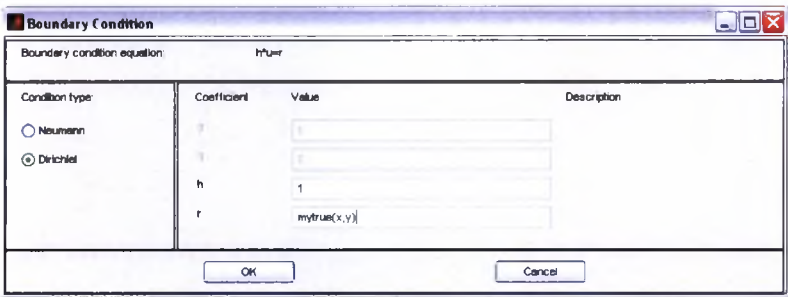 Boundary Condition
Boundary condition equation: h*u=r
Condition type: Coefficient Value Description
Neumann
Dirichlet
h 1
r mytrue(x,y)
OK Cancel